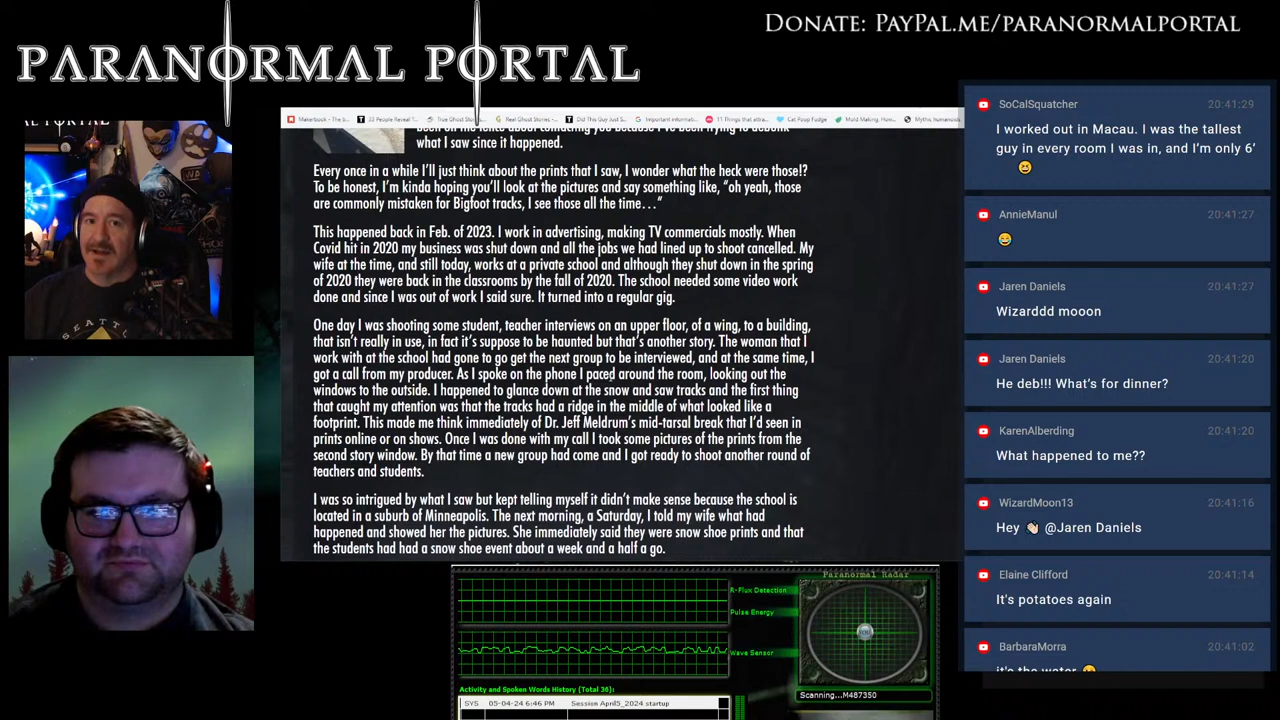 DONATE: PAYPAL.ME/PARANORMALPORTAL
PARANORMAL PORTAL
what I saw since it happened.
Every once in a while I'll just think about the prints that I saw, I wonder what the heck were those!?
To be honest, I'm kinda hoping you'll look at the pictures and say something like, "oh yeah, those
are commonly mistaken for Bigfoot tracks, I see those all the time…"
This happened back in Feb. of 2023. I work in advertising, making TV commercials mostly. When
Covid hit in 2020 my business was shut down and all the jobs we had lined up to shoot cancelled. My
wife at the time, and still today, works at a private school and although they shut down in the spring
of 2020 they were back in the classrooms by the fall of 2020. The school needed some video work
done and since I was out of work I said sure. It turned into a regular gig.
One day I was shooting some student, teacher interviews on an upper floor, of a wing, to a building,
that isn't really in use, in fact it's suppose to be haunted but that's another story. The woman that I
work with at the school had gone to go get the next group to be interviewed, and at the same time, I
got a call from my producer. As I spoke on the phone I paced around the room, looking out the
windows to the outside. I happened to glance down at the snow and saw tracks and the first thing
that caught my attention was that the tracks had a ridge in the middle of what looked like a
footprint. This made me think immediately of Dr. Jeff Meldrum's mid-tarsal break that I'd seen in
prints online or on shows. Once I was done with my call I took some pictures of the prints from the
second story window. By that time a new group had come and I got ready to shoot another round of
teachers and students.
I was so intrigued by what I saw but kept telling myself it didn't make sense because the school is
located in a suburb of Minneapolis. The next morning, a Saturday, I told my wife what had
happened and showed her the pictures. She immediately said they were snow shoe prints and that
the students had had a snow shoe event about a week and a half a go.
SoCalSquatcher 20:41:29
I worked out in Macau. I was the tallest
guy in every room I was in, and I'm only 6'
😆
AnnieManul 20:41:27
😂
Jaren Daniels 20:41:27
Wizarddd mooon
Jaren Daniels 20:41:20
He deb!!! What's for dinner?
KarenAlberding 20:41:20
What happened to me??
WizardMoon13 20:41:16
Hey 👋🏻 @Jaren Daniels
Elaine Clifford 20:41:14
It's potatoes again
BarbaraMorra 20:41:02
it's the water
Paranormal Radar
R-Flux Detection
Pulse Energy
Wave Sensor
YOU
Scanning...M487350
Activity and Spoken Words History (Total 36):
SYS 05-04-24 6:46 PM Session April5_2024 startup